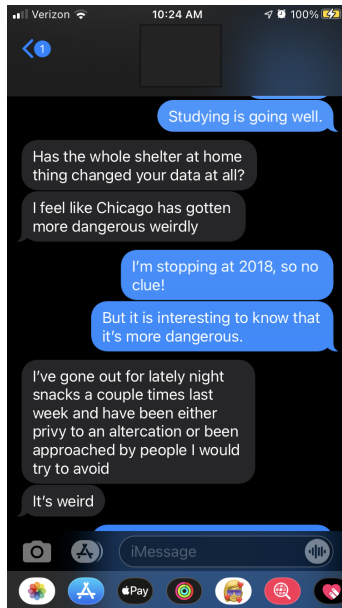 Verizon 10:24 AM 100%
1
Studying is going well.
Has the whole shelter at home
thing changed your data at all?
I feel like Chicago has gotten
more dangerous weirdly
I'm stopping at 2018, so no
clue!
But it is interesting to know that
it's more dangerous.
I've gone out for lately night
snacks a couple times last
week and have been either
privy to an altercation or been
approached by people I would
try to avoid
It's weird
iMessage
Pay